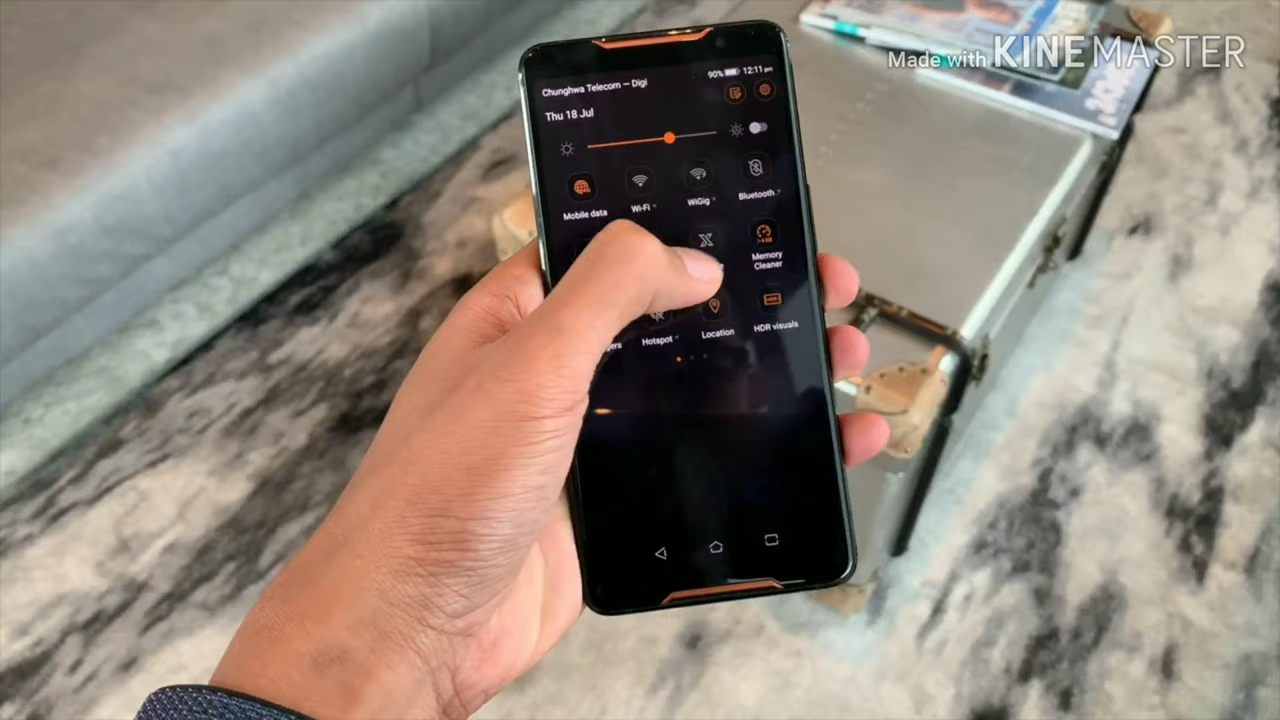 Made with KINEMASTER
90% 12:11 pm
Chunghwa Telecom — Digi
Thu 18 Jul
Mobile data
Wi-Fi
WiGig
Bluetooth
Memory
Cleaner
Hotspot
Location
HDR visuals